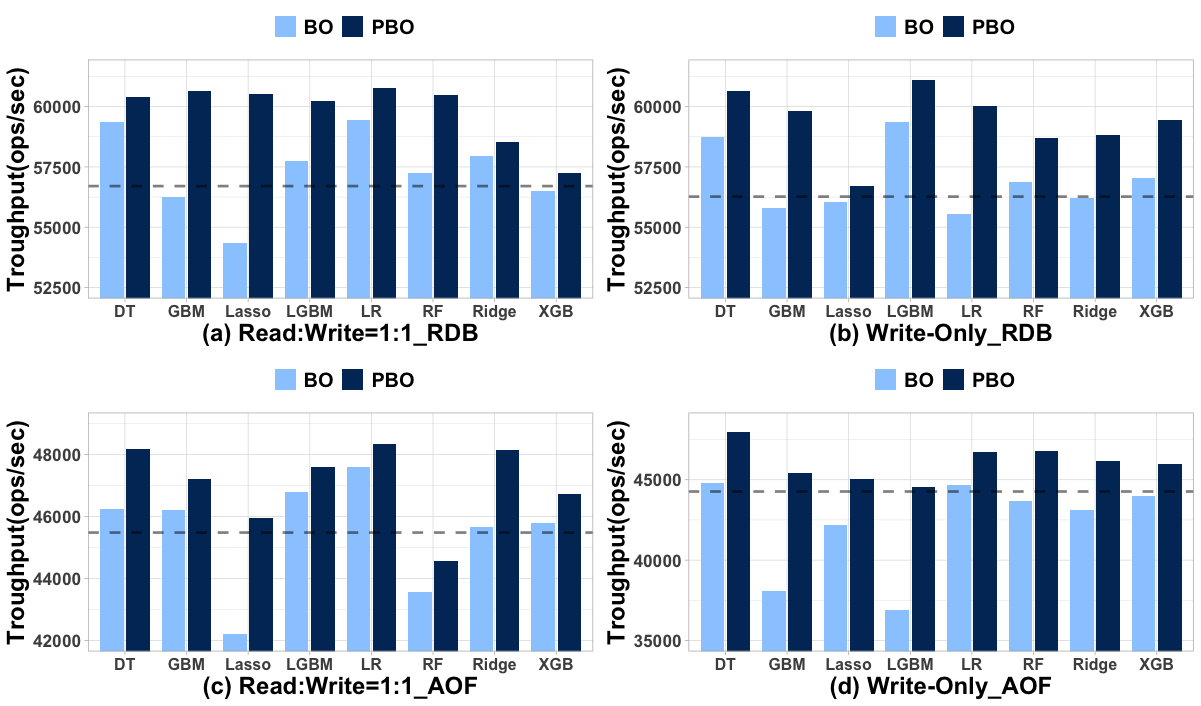 BO PBO
Troughput(ops/sec)
60000
57500
55000
52500
DT GBM Lasso LGBM LR RF Ridge XGB
(a) Read:Write=1:1_RDB
BO PBO
Troughput(ops/sec)
60000
57500
55000
52500
DT GBM Lasso LGBM LR RF Ridge XGB
(b) Write-Only_RDB
BO PBO
Troughput(ops/sec)
48000
46000
44000
42000
DT GBM Lasso LGBM LR RF Ridge XGB
(c) Read:Write=1:1_AOF
BO PBO
Troughput(ops/sec)
45000
40000
35000
DT GBM Lasso LGBM LR RF Ridge XGB
(d) Write-Only_AOF